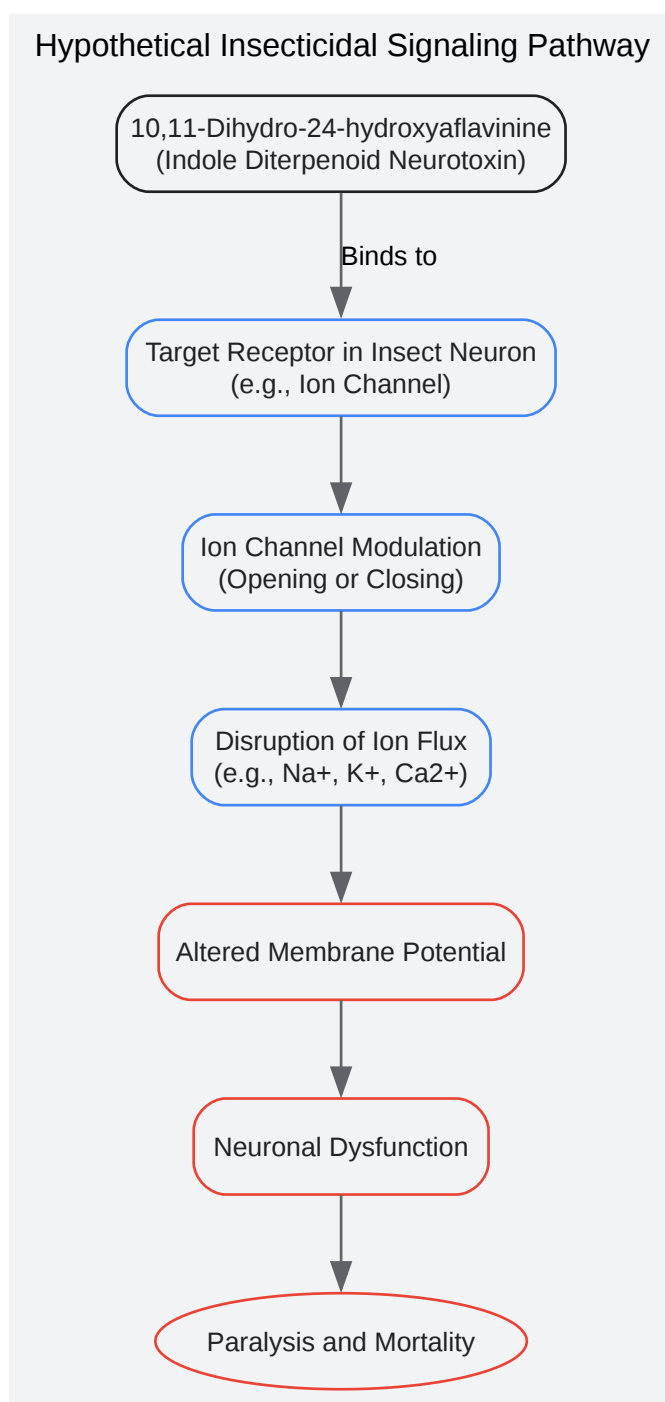 Hypothetical Insecticidal Signaling Pathway
10,11-Dihydro-24-hydroxyaflavinine
(Indole Diterpenoid Neurotoxin)
Binds to
Target Receptor in Insect Neuron
(e.g., Ion Channel)
Ion Channel Modulation
(Opening or Closing)
Disruption of Ion Flux
(e.g., Na+, K+, Ca2+)
Altered Membrane Potential
Neuronal Dysfunction
Paralysis and Mortality